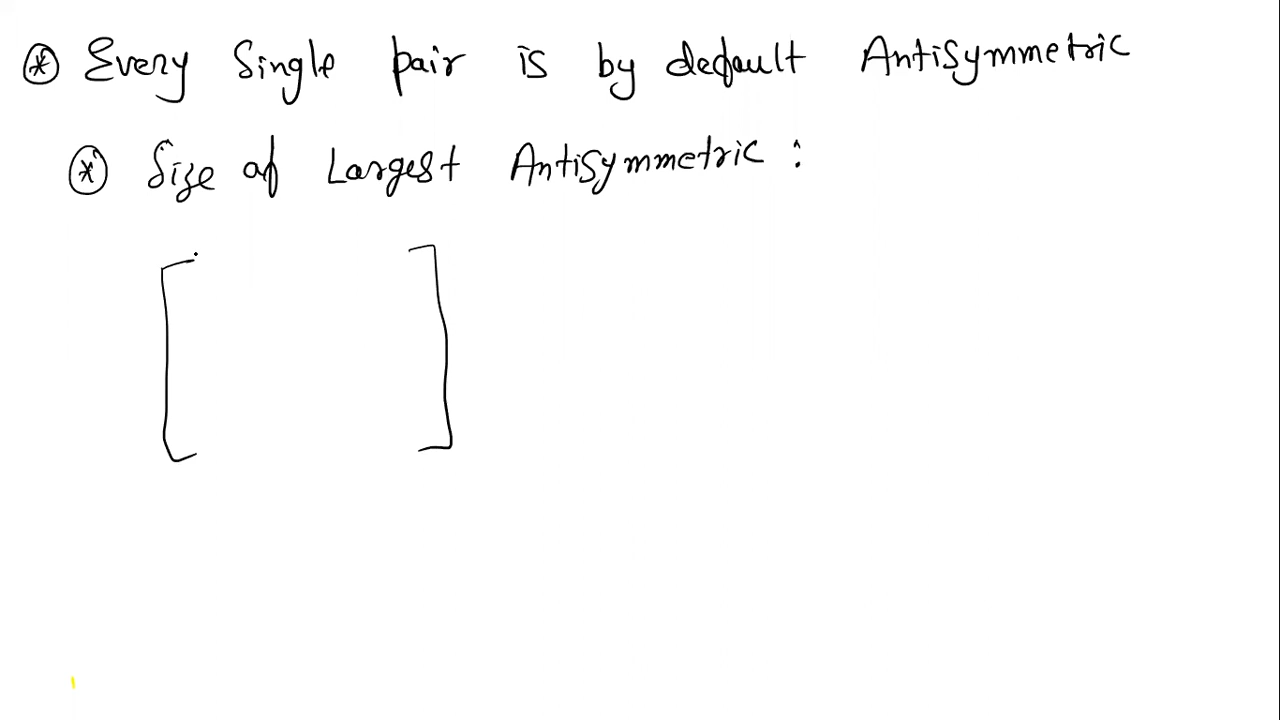 ⊛ Every Single pair is by default AntiSymmetric
⊛ Size of Largest AntiSymmetric :